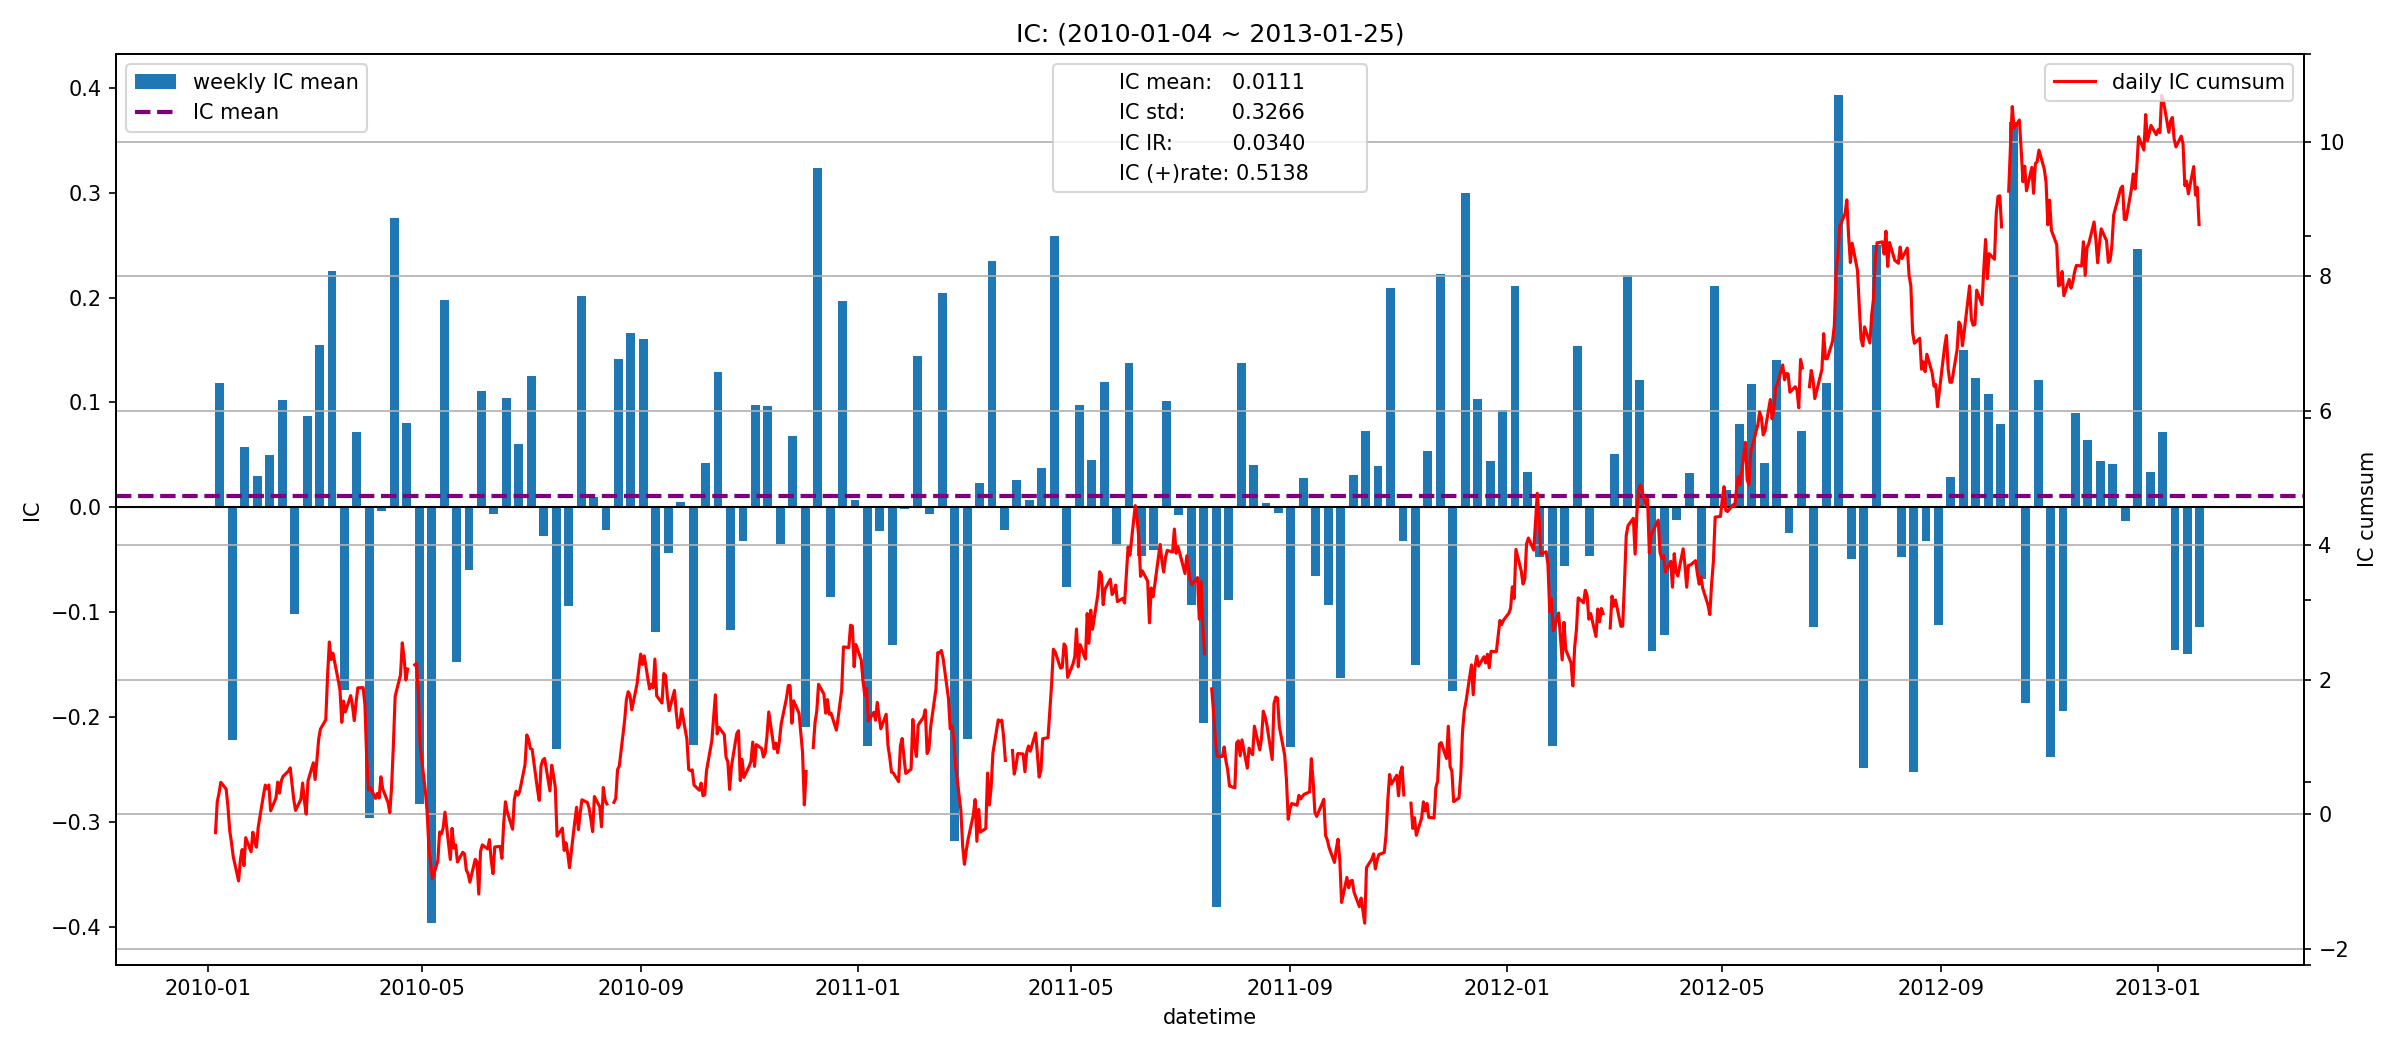 IC: (2010-01-04 ~ 2013-01-25)
weekly IC mean
IC mean
IC mean: 0.0111
IC std: 0.3266
IC IR: 0.0340
IC (+)rate: 0.5138
daily IC cumsum
0.4
0.3
0.2
0.1
0.0
−0.1
−0.2
−0.3
−0.4
IC
10
8
6
4
2
0
−2
IC cumsum
2010-01 2010-05 2010-09 2011-01 2011-05 2011-09 2012-01 2012-05 2012-09 2013-01
datetime